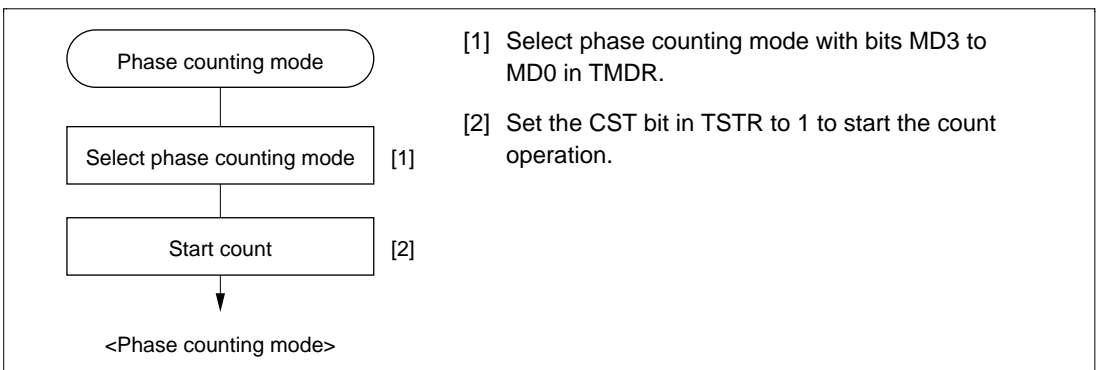 Phase counting mode
Select phase counting mode [1]
Start count [2]
<Phase counting mode>
[1] Select phase counting mode with bits MD3 to
MD0 in TMDR.
[2] Set the CST bit in TSTR to 1 to start the count
operation.